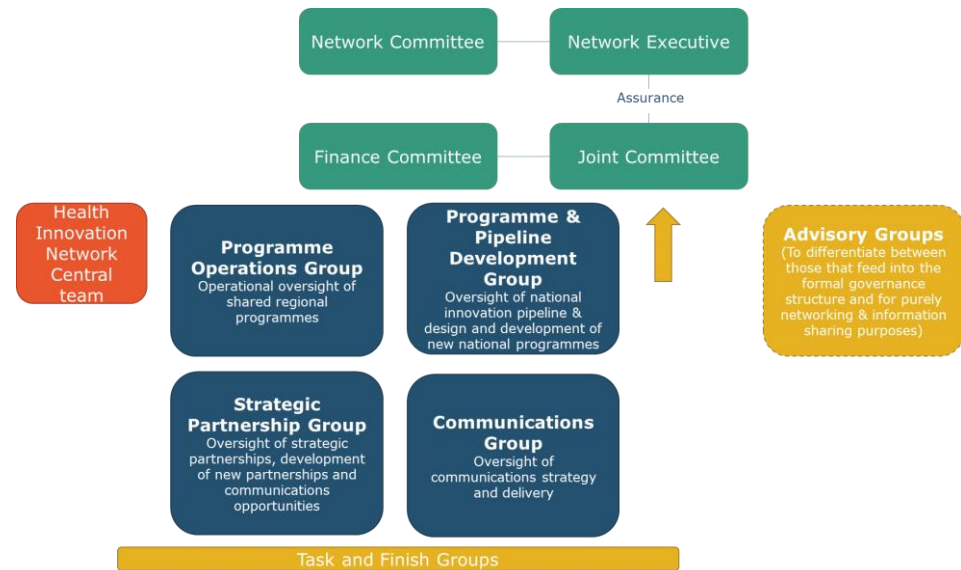 Network Committee
Network Executive
Assurance
Finance Committee
Joint Committee
Health
Innovation
Network
Central
team
Programme
Operations Group
Operational oversight of
shared regional
programmes
Programme &
Pipeline
Development
Group
Oversight of national
innovation pipeline &
design and development of
new national programmes
Advisory Groups
(To differentiate between
those that feed into the
formal governance
structure and for purely
networking & information
sharing purposes)
Strategic
Partnership Group
Oversight of strategic
partnerships, development
of new partnerships and
communications
opportunities
Communications
Group
Oversight of
communications strategy
and delivery
Task and Finish Groups